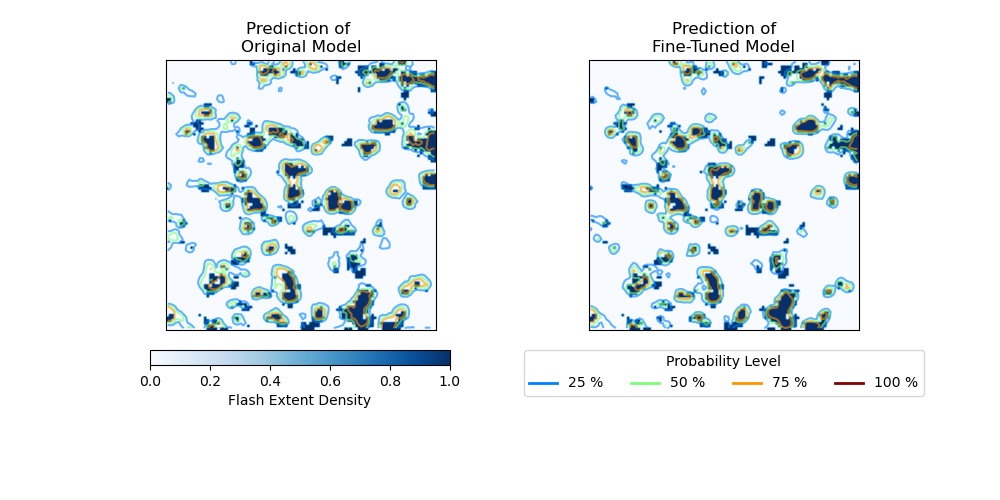 Prediction of
Original Model
Prediction of
Fine-Tuned Model
0.0 0.2 0.4 0.6 0.8 1.0
Flash Extent Density
Probability Level
25 % 50 % 75 % 100 %